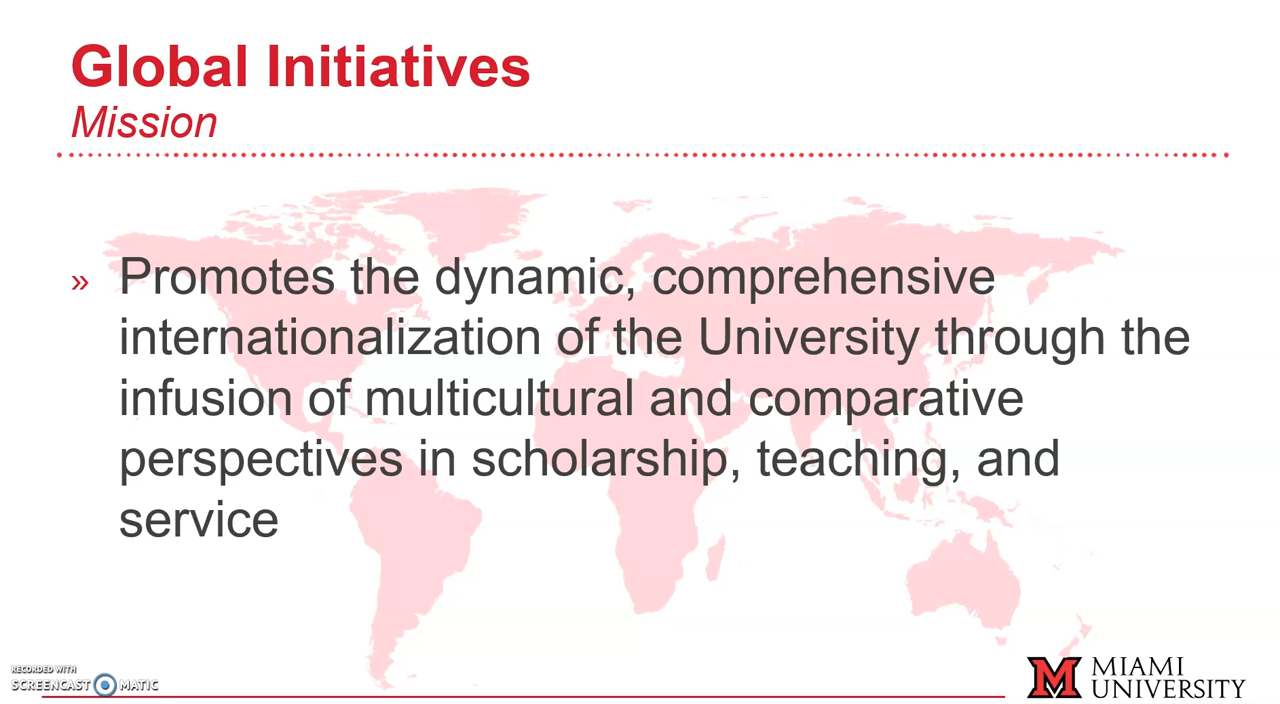 Global Initiatives
Mission
» Promotes the dynamic, comprehensive
internationalization of the University through the
infusion of multicultural and comparative
perspectives in scholarship, teaching, and
service
RECORDED WITH
SCREENCAST MATIC
M MIAMI
UNIVERSITY